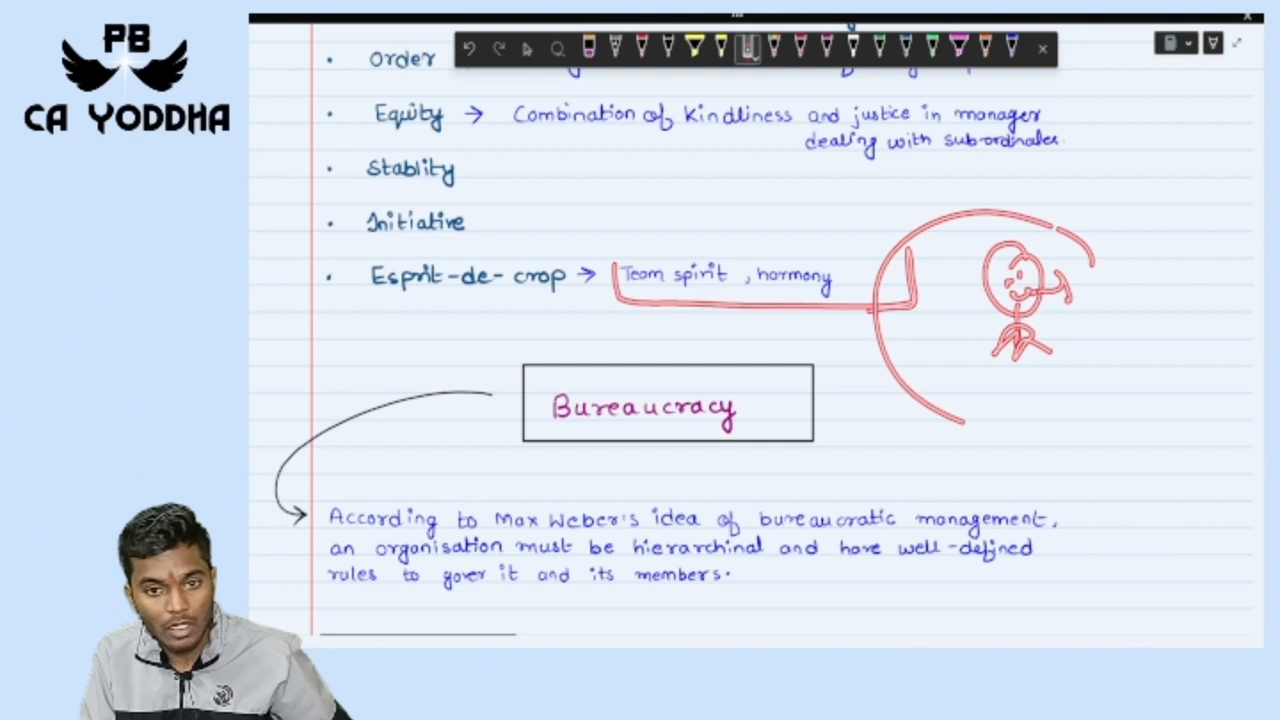 PB
CA YODDHA
• Order
• Equity → Combination of Kindliness and justice in manager
dealing with subordinates.
• Stablity
• Initiative
• Esprit-de-crop → Team spirit, harmony
Bureaucracy
According to Max Weber's idea of bureaucratic management,
an organisation must be hierarchinal and have well-defined
rules to gover it and its members.